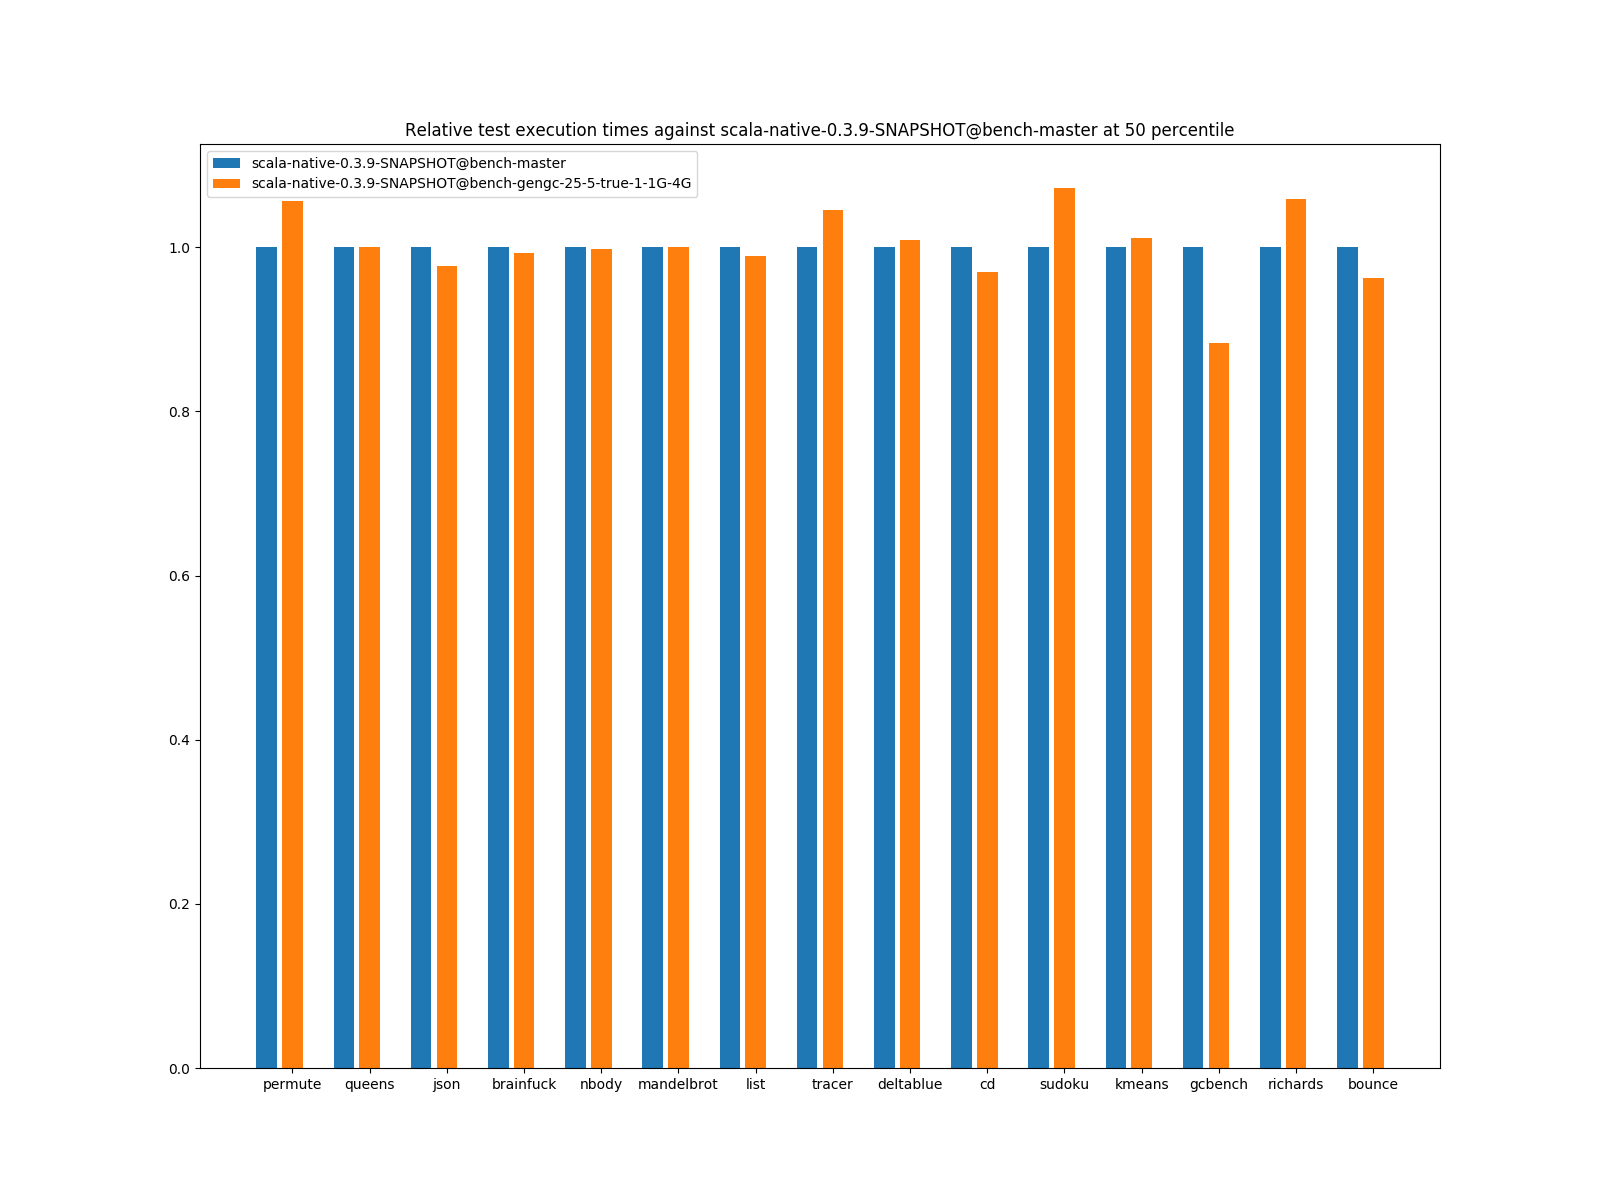 Relative test execution times against scala-native-0.3.9-SNAPSHOT@bench-master at 50 percentile
scala-native-0.3.9-SNAPSHOT@bench-master
scala-native-0.3.9-SNAPSHOT@bench-gengc-25-5-true-1-1G-4G
1.0
0.8
0.6
0.4
0.2
0.0
permute queens json brainfuck nbody mandelbrot list tracer deltablue cd sudoku kmeans gcbench richards bounce